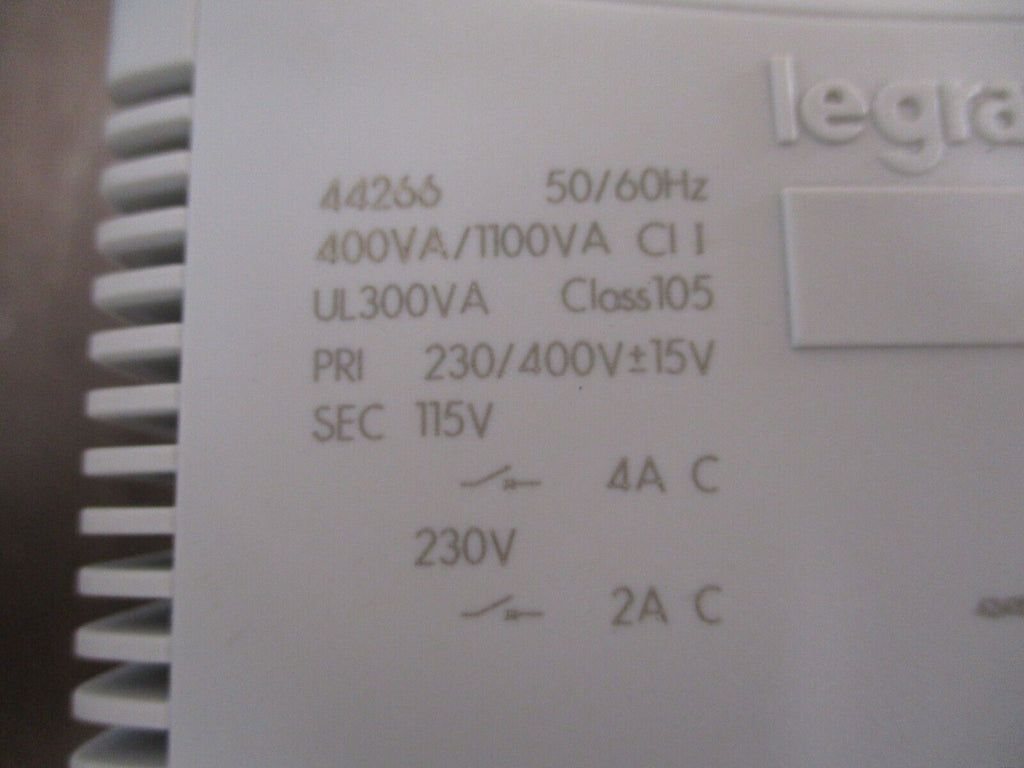 legra
44266 50/60Hz
400VA/1100VA Cl I
UL300VA Class105
PRI 230/400V±15V
SEC 115V
4A C
230V
2A C